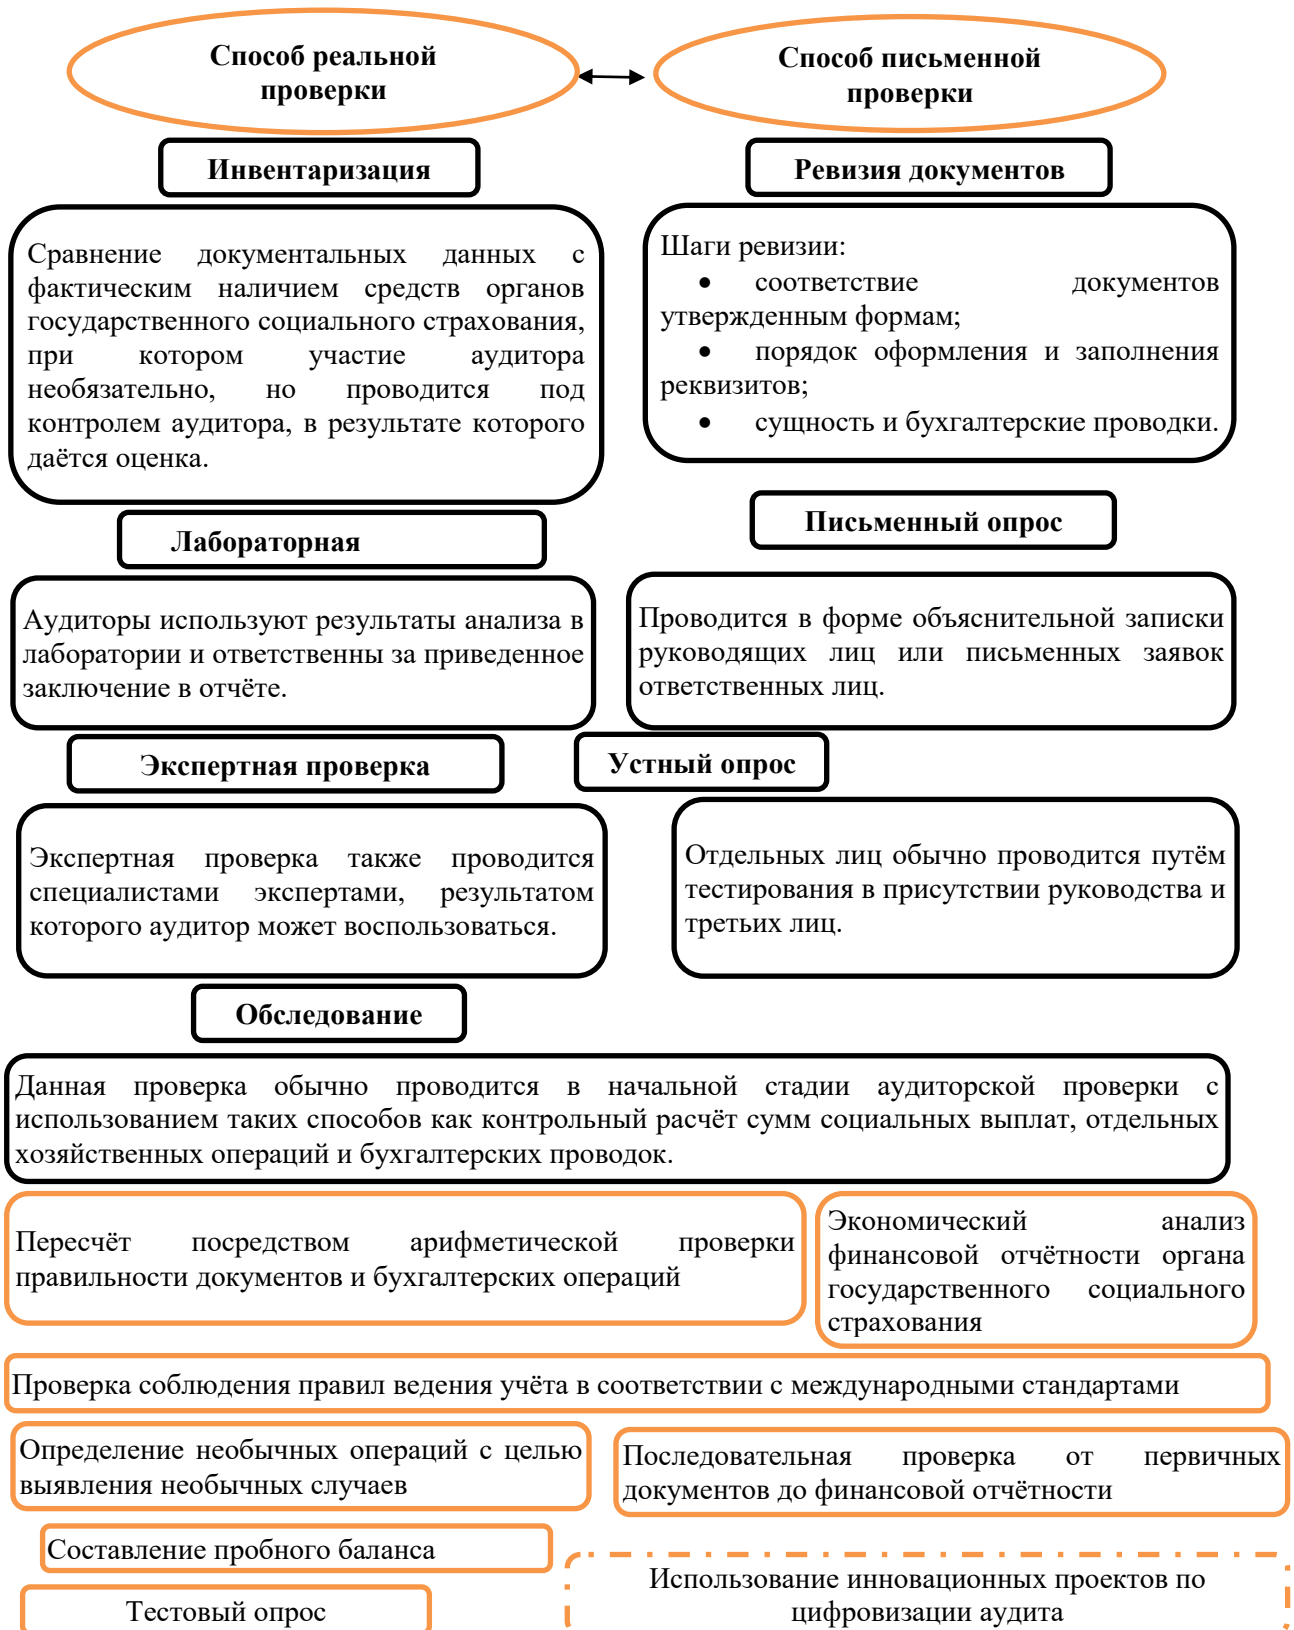 Способ реальной
проверки
Способ письменной
проверки
Инвентаризация
Ревизия документов
Сравнение документальных данных с
фактическим наличием средств органов
государственного социального страхования,
при котором участие аудитора
необязательно, но проводится под
контролем аудитора, в результате которого
даётся оценка.
Шаги ревизии:
• соответствие документов
утвержденным формам;
• порядок оформления и заполнения
реквизитов;
• сущность и бухгалтерские проводки.
Лабораторная
Письменный опрос
Аудиторы используют результаты анализа в
лаборатории и ответственны за приведенное
заключение в отчёте.
Проводится в форме объяснительной записки
руководящих лиц или письменных заявок
ответственных лиц.
Экспертная проверка
Устный опрос
Экспертная проверка также проводится
специалистами экспертами, результатом
которого аудитор может воспользоваться.
Отдельных лиц обычно проводится путём
тестирования в присутствии руководства и
третьих лиц.
Обследование
Данная проверка обычно проводится в начальной стадии аудиторской проверки с
использованием таких способов как контрольный расчёт сумм социальных выплат, отдельных
хозяйственных операций и бухгалтерских проводок.
Пересчёт посредством арифметической проверки
правильности документов и бухгалтерских операций
Экономический анализ
финансовой отчётности органа
государственного социального
страхования
Проверка соблюдения правил ведения учёта в соответствии с международными стандартами
Определение необычных операций с целью
выявления необычных случаев
Последовательная проверка от первичных
документов до финансовой отчётности
Составление пробного баланса
Тестовый опрос
Использование инновационных проектов по
цифровизации аудита